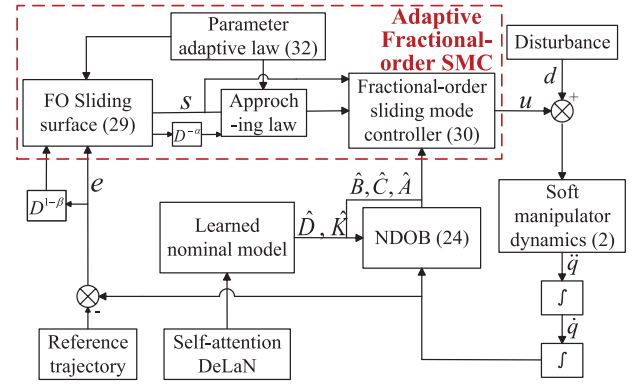 Parameter
adaptive law (32)
Adaptive
Fractional-
order SMC
Disturbance
d
+
FO Sliding
surface (29)
s
D^{-α}
Approch
-ing law
Fractional-order
sliding mode
controller (30)
u
e
D^{1-β}
B̂, Ĉ, Â
Learned
nominal model
D̂, K̂
NDOB (24)
Soft
manipulator
dynamics (2)
q̈
∫
q̇
∫
-
Reference
trajectory
Self-attention
DeLaN